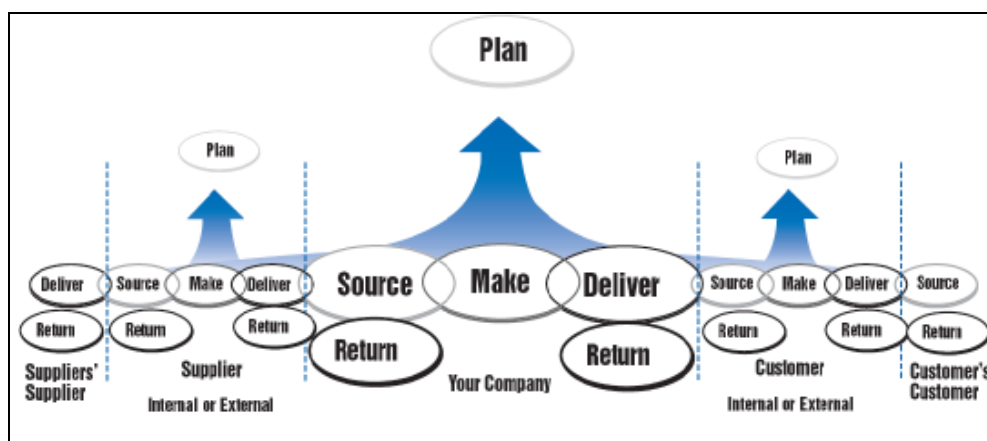 Plan
Plan
Plan
Deliver
Source
Make
Deliver
Source
Make
Deliver
Source
Make
Deliver
Source
Return
Return
Return
Return
Return
Return
Return
Return
Suppliers'
Supplier
Supplier
Internal or External
Your Company
Customer
Internal or External
Customer's
Customer